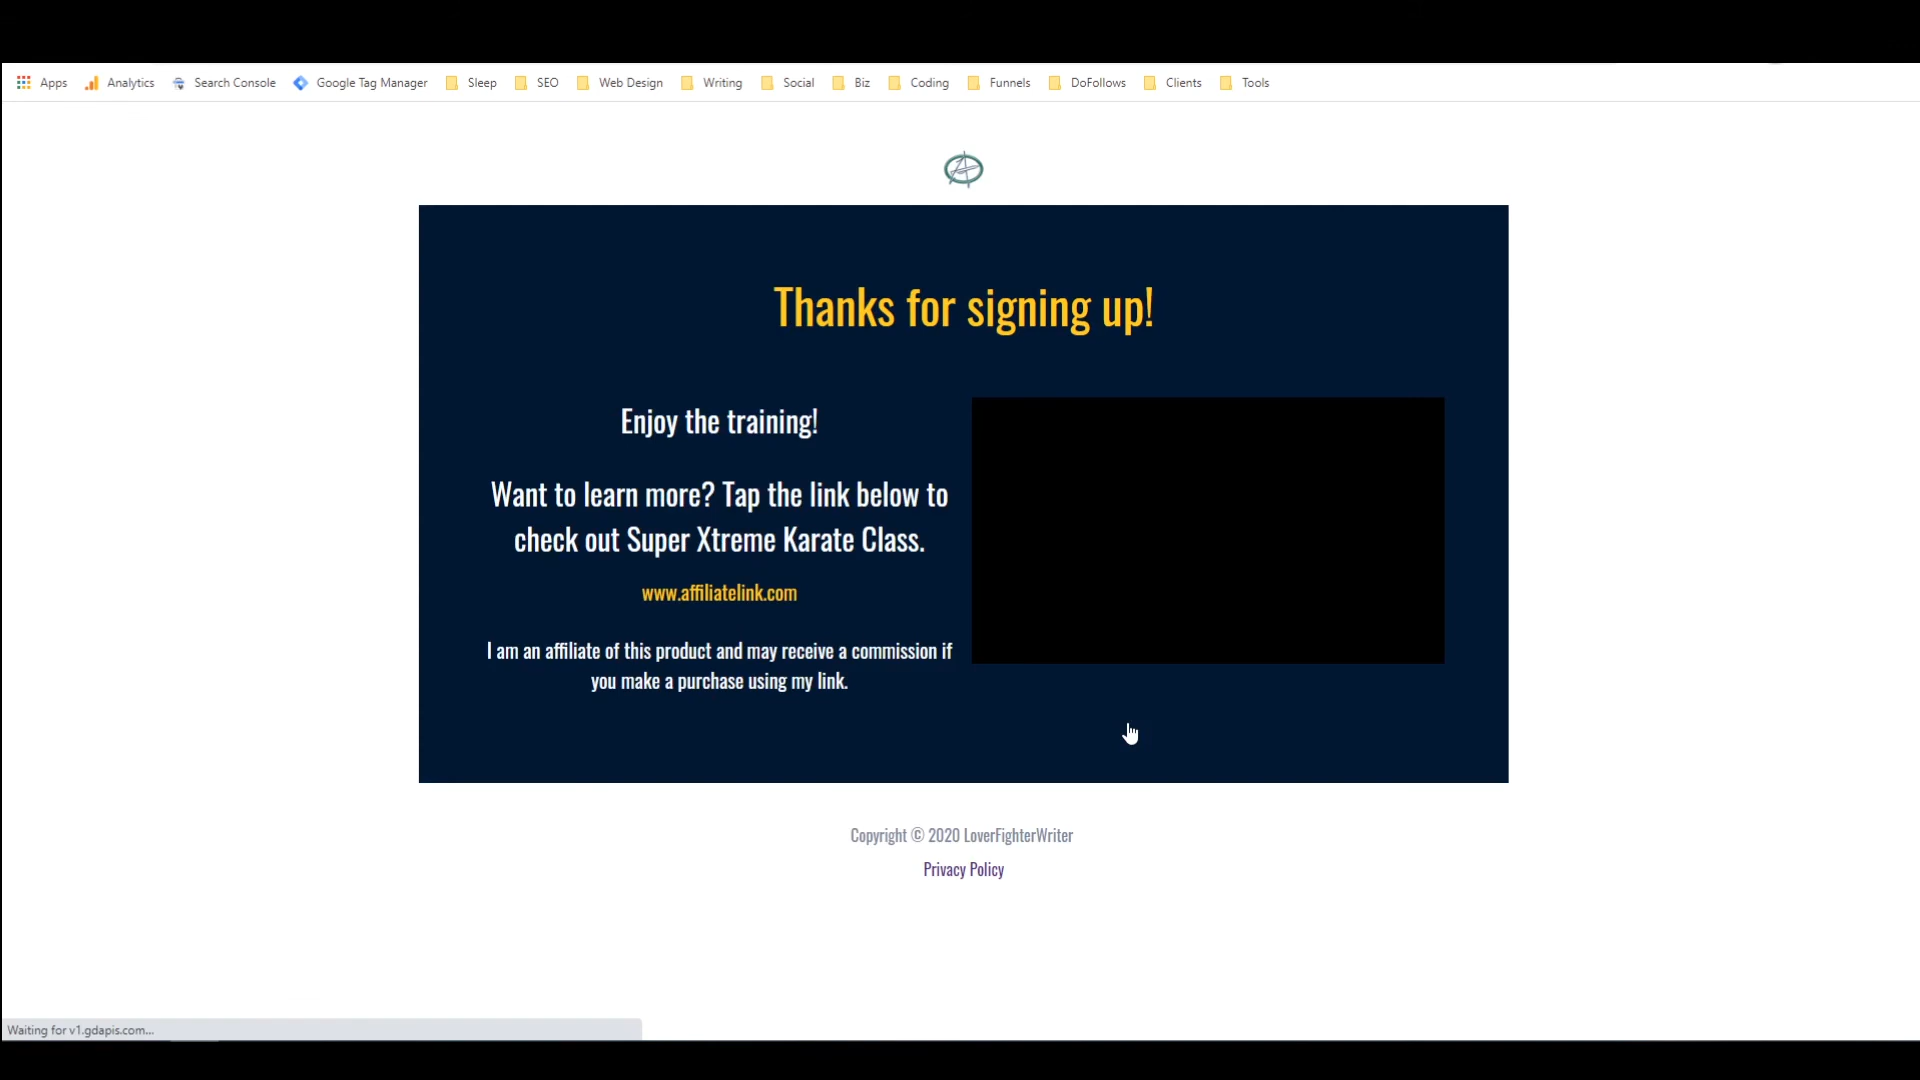 Apps Analytics Search Console Google Tag Manager Sleep SEO Web Design Writing Social Biz Coding Funnels DoFollows Clients Tools
Thanks for signing up!
Enjoy the training!
Want to learn more? Tap the link below to
check out Super Xtreme Karate Class.
www.affiliatelink.com
I am an affiliate of this product and may receive a commission if
you make a purchase using my link.
Copyright © 2020 LoverFighterWriter
Privacy Policy
Waiting for v1.gdapis.com...